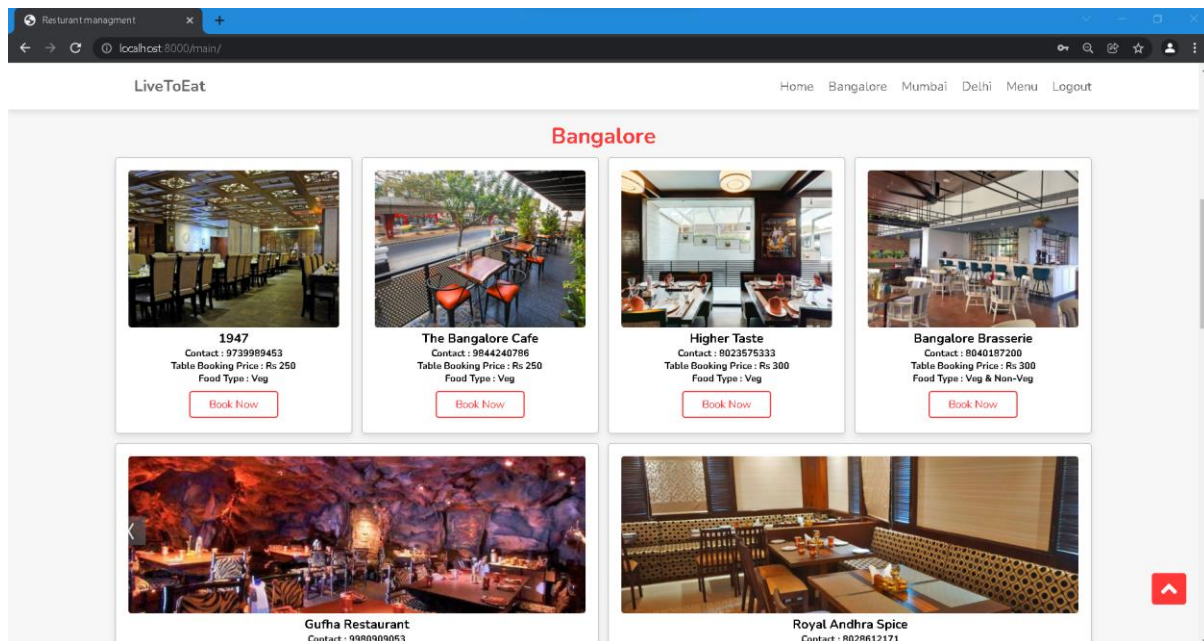 Resturant managment
localhost:8000/main/
LiveToEat
Home Bangalore Mumbai Delhi Menu Logout
Bangalore
1947
Contact : 9739989453
Table Booking Price : Rs 250
Food Type : Veg
Book Now
The Bangalore Cafe
Contact : 9844240786
Table Booking Price : Rs 250
Food Type : Veg
Book Now
Higher Taste
Contact : 8023575333
Table Booking Price : Rs 300
Food Type : Veg
Book Now
Bangalore Brasserie
Contact : 8040187200
Table Booking Price : Rs 300
Food Type : Veg & Non-Veg
Book Now
Gufha Restaurant
Contact : 9980909053
Royal Andhra Spice
Contact : 8028612171